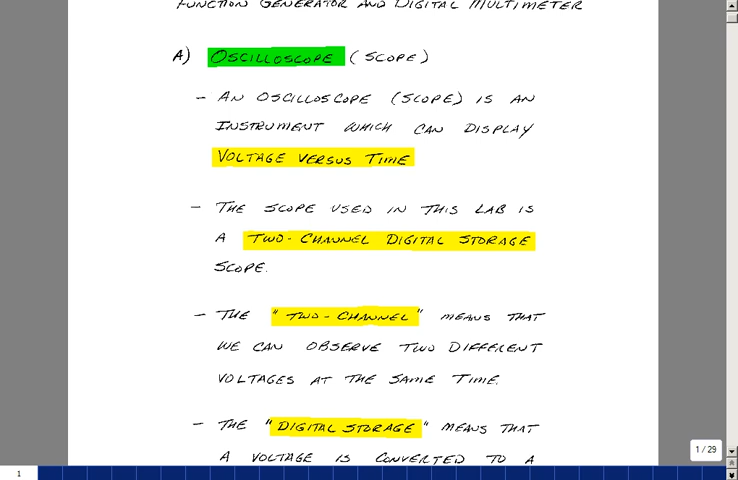 FUNCTION GENERATOR AND DIGITAL MULTIMETER
A) OSCILLOSCOPE (SCOPE)
- AN OSCILLOSCOPE (SCOPE) IS AN
INSTRUMENT WHICH CAN DISPLAY
VOLTAGE VERSUS TIME
- THE SCOPE USED IN THIS LAB IS
A TWO-CHANNEL DIGITAL STORAGE
SCOPE.
- THE "TWO-CHANNEL" MEANS THAT
WE CAN OBSERVE TWO DIFFERENT
VOLTAGES AT THE SAME TIME.
- THE "DIGITAL STORAGE" MEANS THAT
A VOLTAGE IS CONVERTED TO A
1 / 29
1